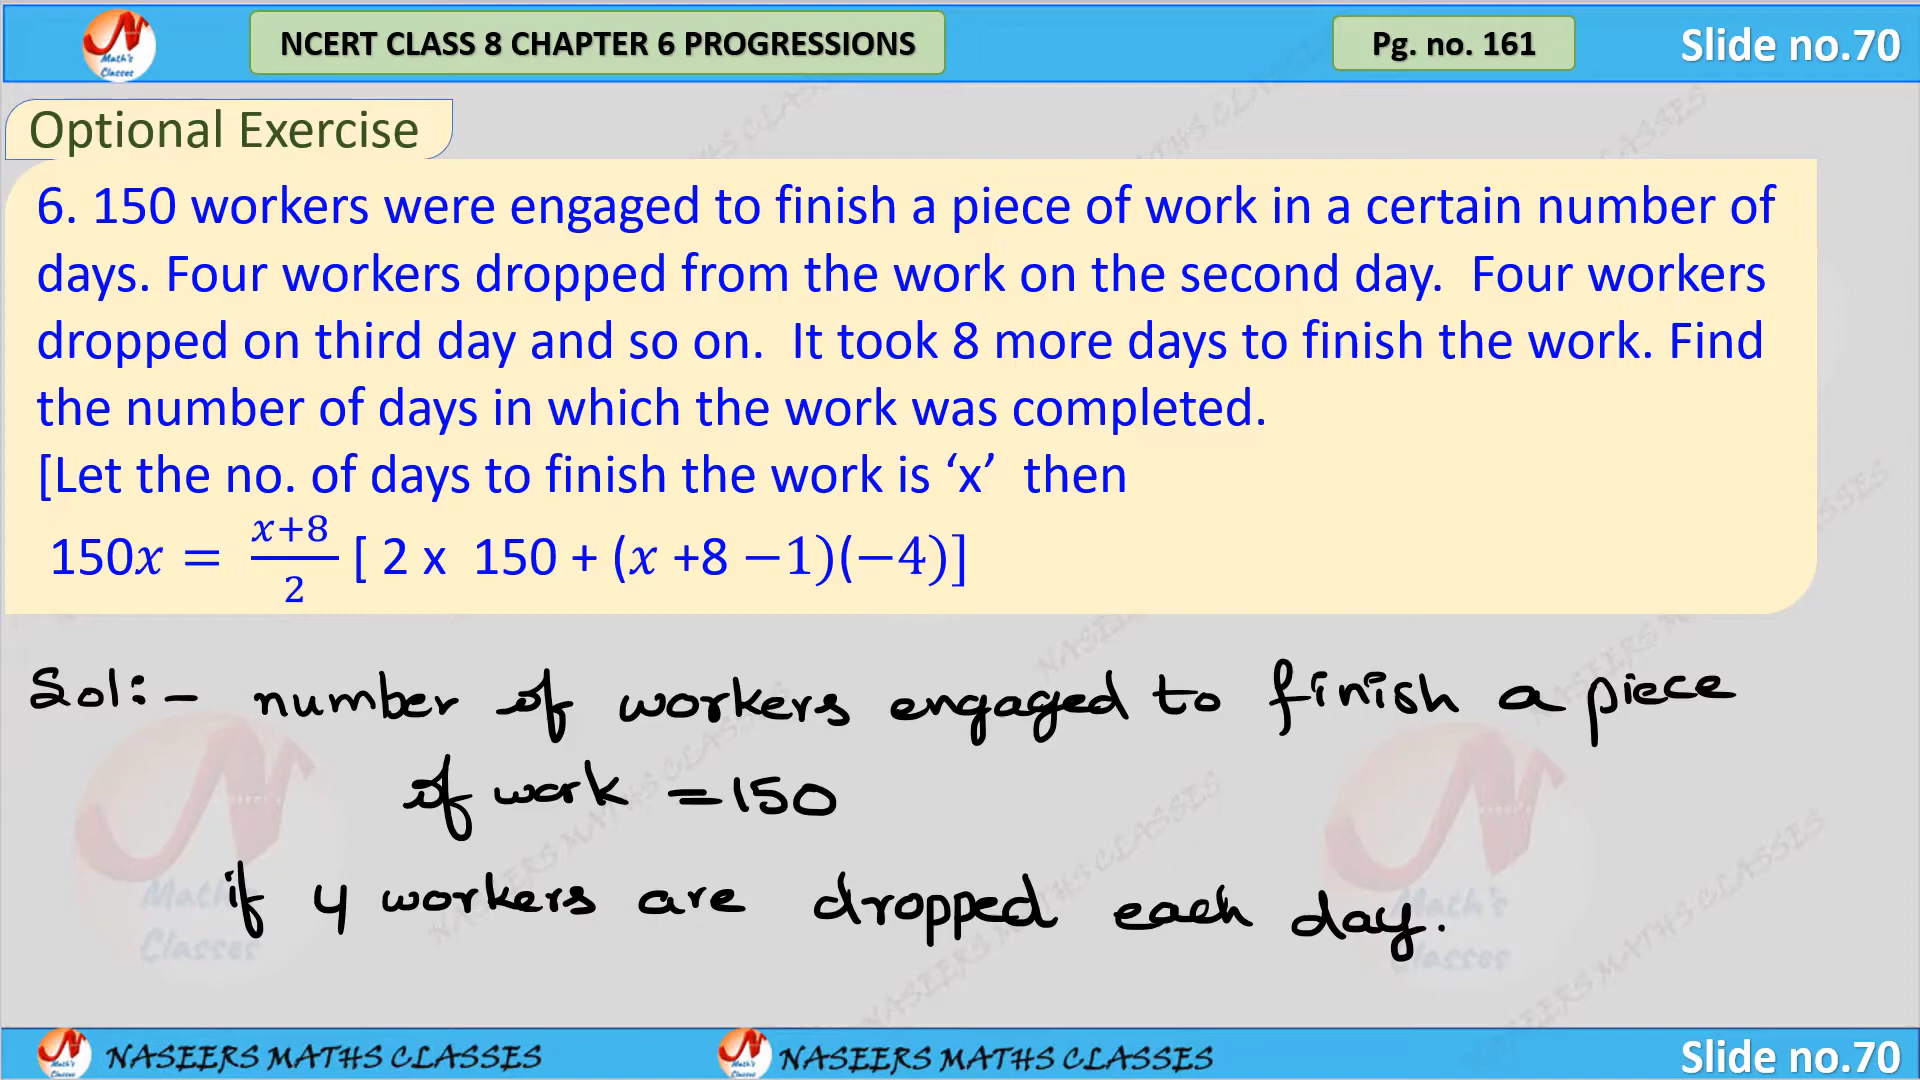 N
Math's
Classes
NCERT CLASS 8 CHAPTER 6 PROGRESSIONS
Pg. no. 161
Slide no.70
Optional Exercise
6. 150 workers were engaged to finish a piece of work in a certain number of
days. Four workers dropped from the work on the second day. Four workers
dropped on third day and so on. It took 8 more days to finish the work. Find
the number of days in which the work was completed.
[Let the no. of days to finish the work is ‘x’ then
150x = \frac{x+8}{2} [ 2 x 150 + (x +8 −1)(−4)]
Sol:- number of workers engaged to finish a piece
of work = 150
if 4 workers are dropped each day.
NASEERS MATHS CLASSES
NASEERS MATHS CLASSES
Slide no.70